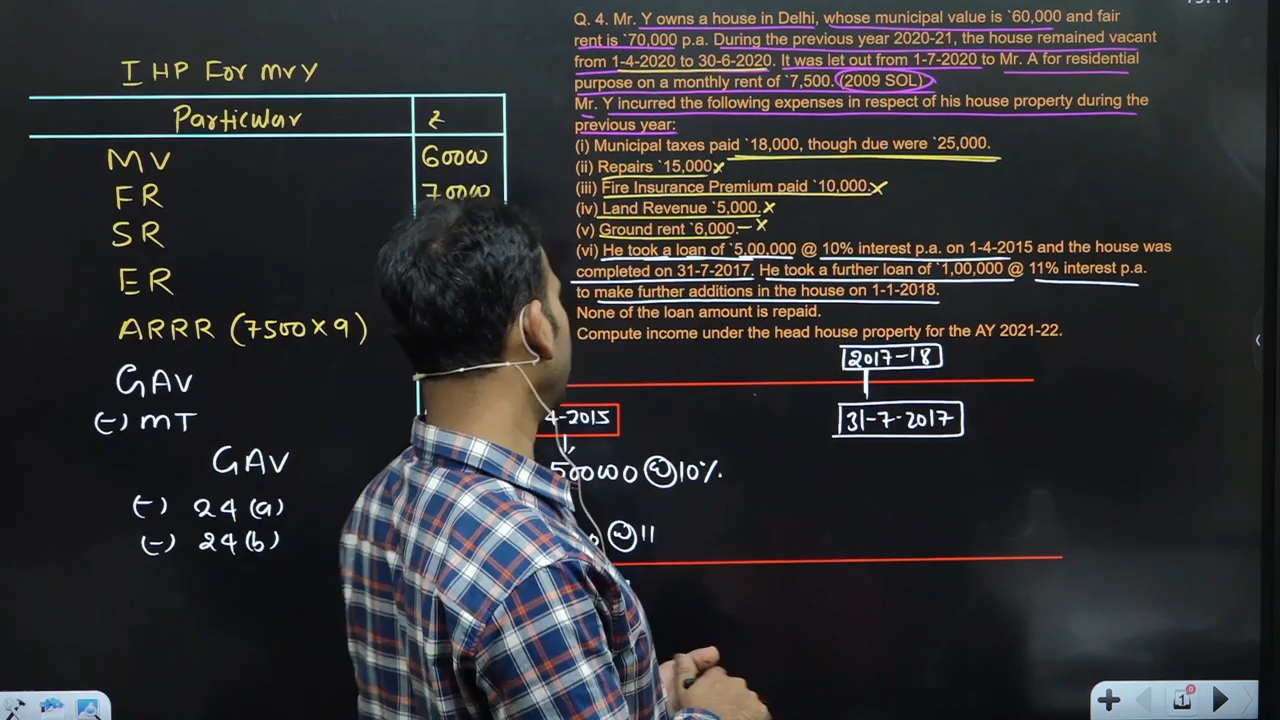 I HP For Mr Y
Particular ₹
MV 60000
FR 70000
SR
ER
ARRR (7500×9)
GAV
(-) MT
GAV
(-) 24 (a)
(-) 24 (b)
Q. 4. Mr. Y owns a house in Delhi, whose municipal value is `60,000 and fair
rent is `70,000 p.a. During the previous year 2020-21, the house remained vacant
from 1-4-2020 to 30-6-2020. It was let out from 1-7-2020 to Mr. A for residential
purpose on a monthly rent of `7,500. (2009 SOL)
Mr. Y incurred the following expenses in respect of his house property during the
previous year:
(i) Municipal taxes paid `18,000, though due were `25,000.
(ii) Repairs `15,000 x
(iii) Fire Insurance Premium paid `10,000. x
(iv) Land Revenue `5,000. x
(v) Ground rent `6,000. – x
(vi) He took a loan of `5,00,000 @ 10% interest p.a. on 1-4-2015 and the house was
completed on 31-7-2017. He took a further loan of `1,00,000 @ 11% interest p.a.
to make further additions in the house on 1-1-2018.
None of the loan amount is repaid.
Compute income under the head house property for the AY 2021-22.
2017-18
4-2015 31-7-2017
500000 @ 10%
0 @ 11
1